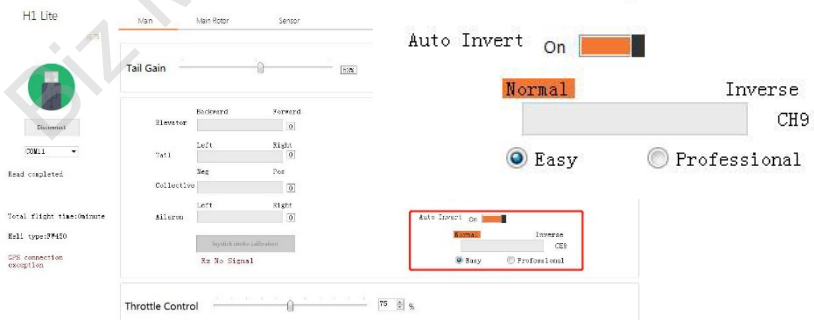 H1 Lite
Main
Main Rotor
Sensor
Tail Gain
Disconnect
COM11
Read completed
Total flight time:0minute
Heli type:FW450
GPS connection
exception
Backward Forward
Elevator 0
Left Right
Tail 0
Neg Pos
Collective 0
Left Right
Aileron 0
Joystick stroke calibration
Rx No Signal
Throttle Control 75 %
Auto Invert On
Normal Inverse
CH9
Easy Professional
Auto Invert On
Normal Inverse
CH9
Easy Professional